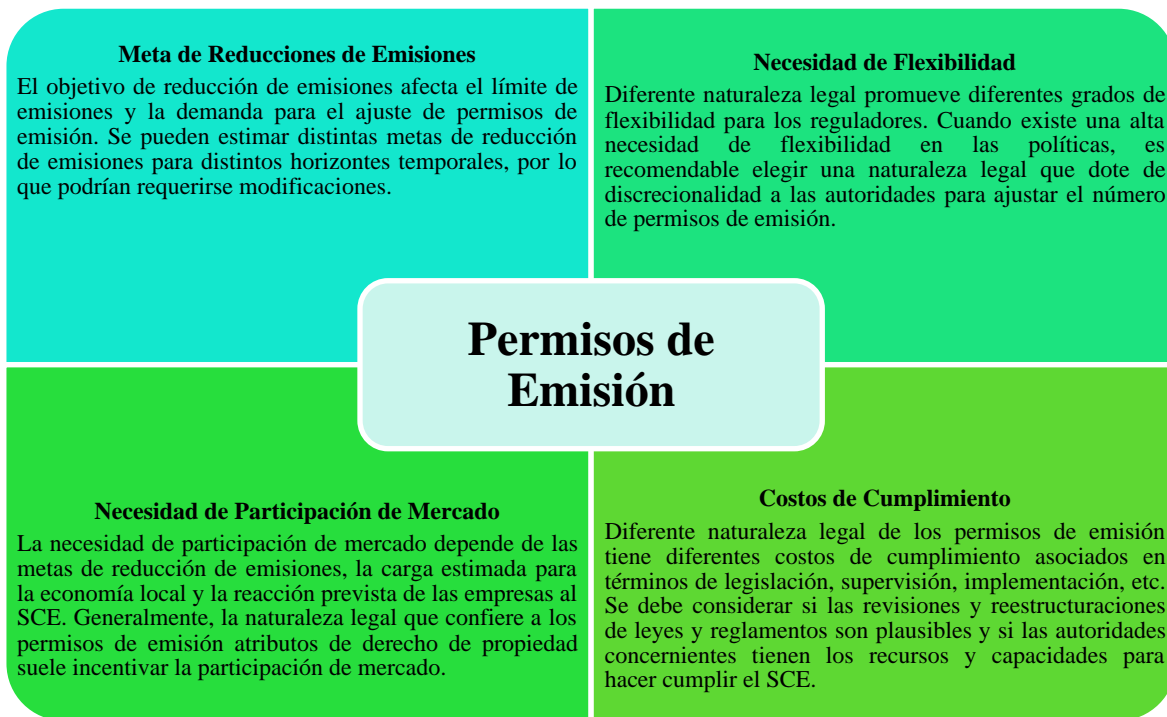 Meta de Reducciones de Emisiones
El objetivo de reducción de emisiones afecta el límite de
emisiones y la demanda para el ajuste de permisos de
emisión. Se pueden estimar distintas metas de reducción
de emisiones para distintos horizontes temporales, por lo
que podrían requerirse modificaciones.
Necesidad de Flexibilidad
Diferente naturaleza legal promueve diferentes grados de
flexibilidad para los reguladores. Cuando existe una alta
necesidad de flexibilidad en las políticas, es
recomendable elegir una naturaleza legal que dote de
discrecionalidad a las autoridades para ajustar el número
de permisos de emisión.
Permisos de
Emisión
Necesidad de Participación de Mercado
La necesidad de participación de mercado depende de las
metas de reducción de emisiones, la carga estimada para
la economía local y la reacción prevista de las empresas al
SCE. Generalmente, la naturaleza legal que confiere a los
permisos de emisión atributos de derecho de propiedad
suele incentivar la participación de mercado.
Costos de Cumplimiento
Diferente naturaleza legal de los permisos de emisión
tiene diferentes costos de cumplimiento asociados en
términos de legislación, supervisión, implementación, etc.
Se debe considerar si las revisiones y reestructuraciones
de leyes y reglamentos son plausibles y si las autoridades
concernientes tienen los recursos y capacidades para
hacer cumplir el SCE.